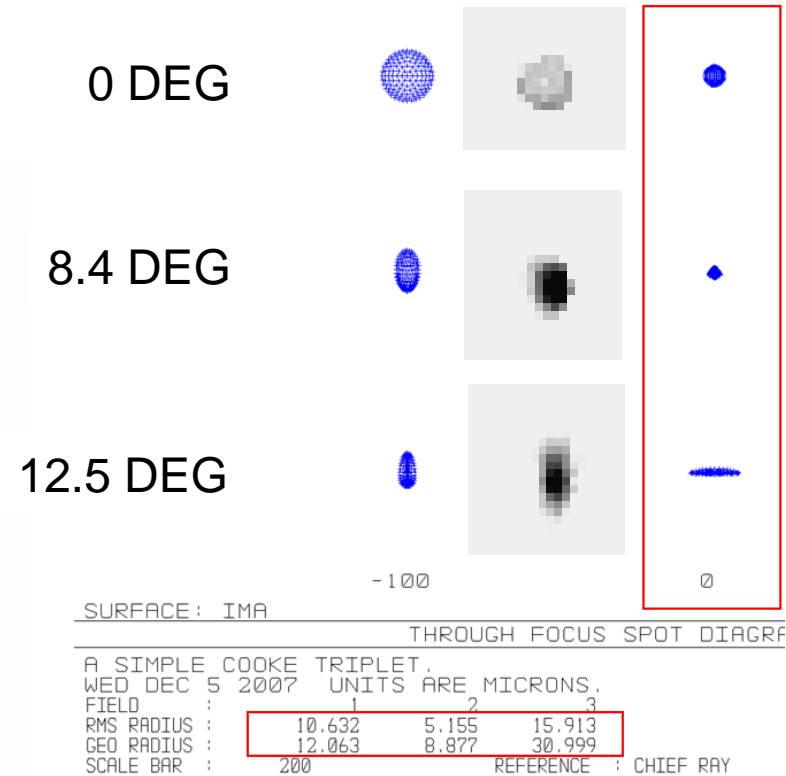 0 DEG
8.4 DEG
12.5 DEG
-100 0
SURFACE: IMA
THROUGH FOCUS SPOT DIAGRA
A SIMPLE COOKE TRIPLET.
WED DEC 5 2007 UNITS ARE MICRONS.
FIELD : 1 2 3
RMS RADIUS : 10.632 5.155 15.913
GEO RADIUS : 12.063 8.877 30.999
SCALE BAR : 200 REFERENCE : CHIEF RAY